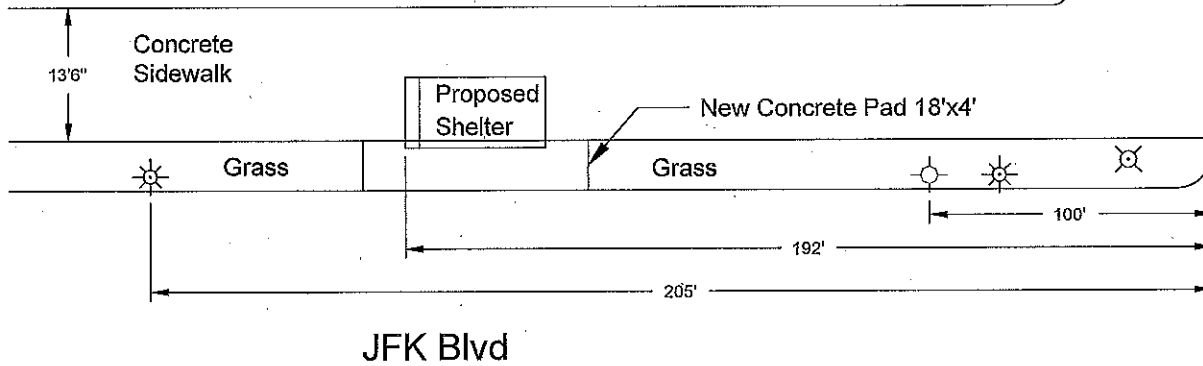 Concrete
Sidewalk
13'6"
Proposed
Shelter
New Concrete Pad 18'x4'
Grass
Grass
100'
192'
205'
JFK Blvd